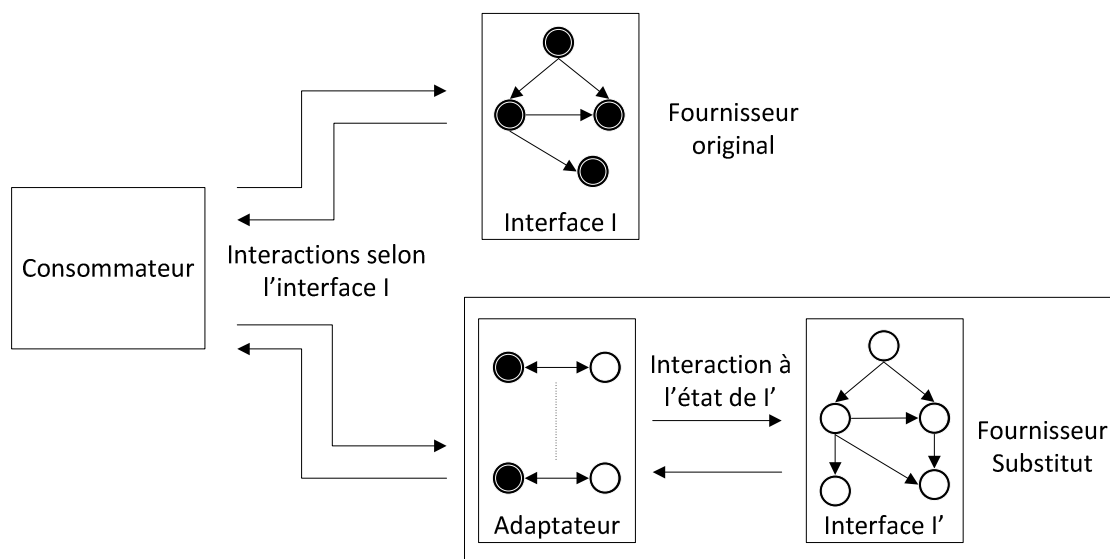 Fournisseur
original
Interface I
Consommateur
Interactions selon
l'interface I
Interaction à
l'état de I'
Fournisseur
Substitut
Adaptateur
Interface I'